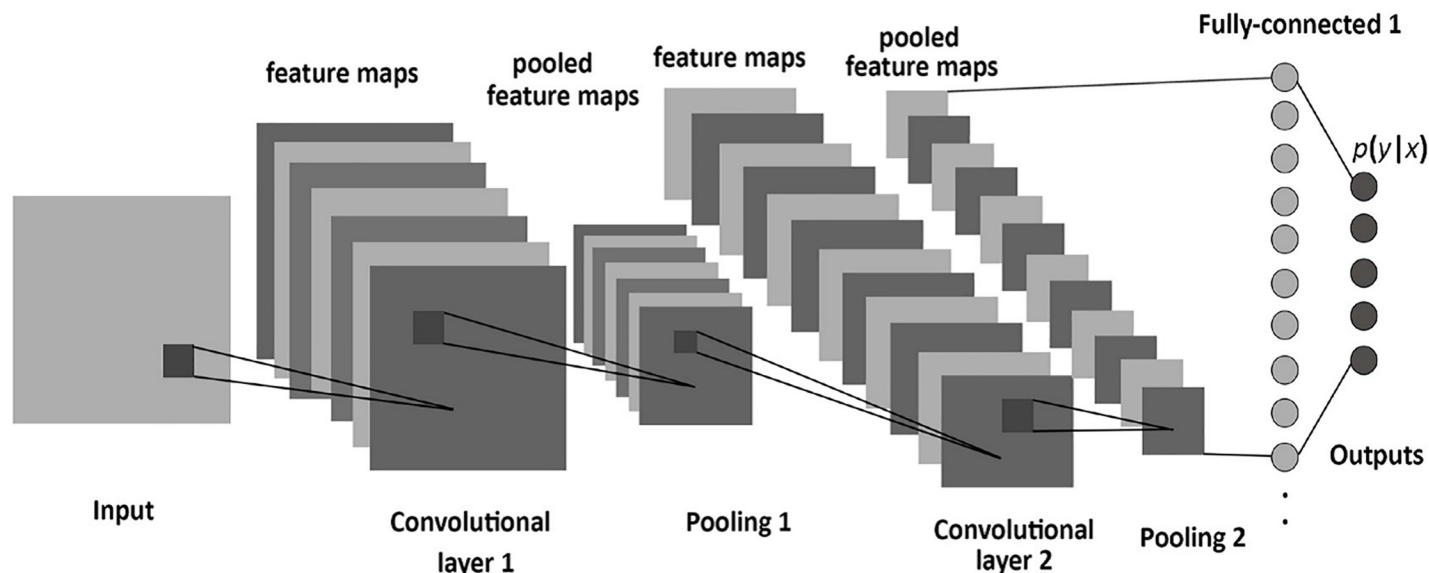 Fully-connected 1
feature maps
pooled
feature maps
feature maps
pooled
feature maps
p(y|x)
Input
Convolutional
layer 1
Pooling 1
Convolutional
layer 2
Pooling 2
Outputs